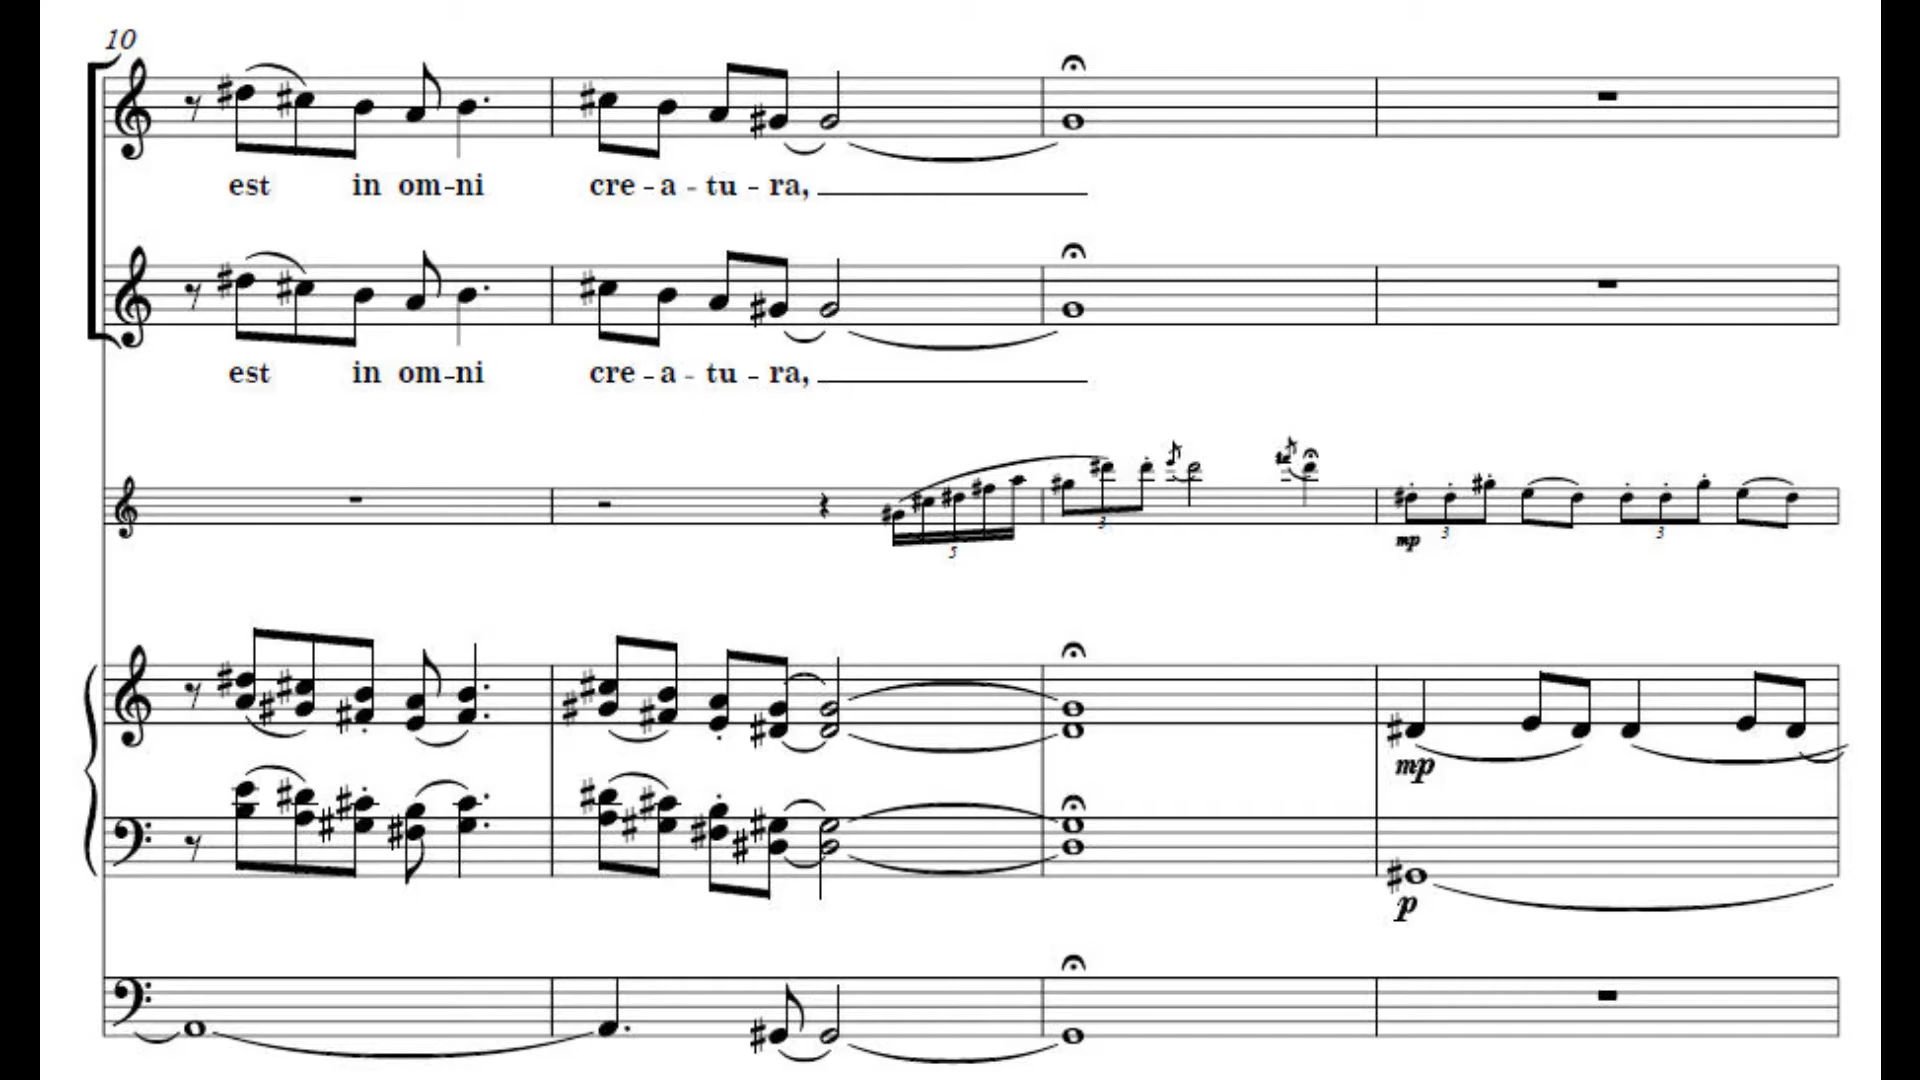 10
est in om-ni cre-a-tu-ra,
est in om-ni cre-a-tu-ra,
5 3 3 3
mp
mp
p